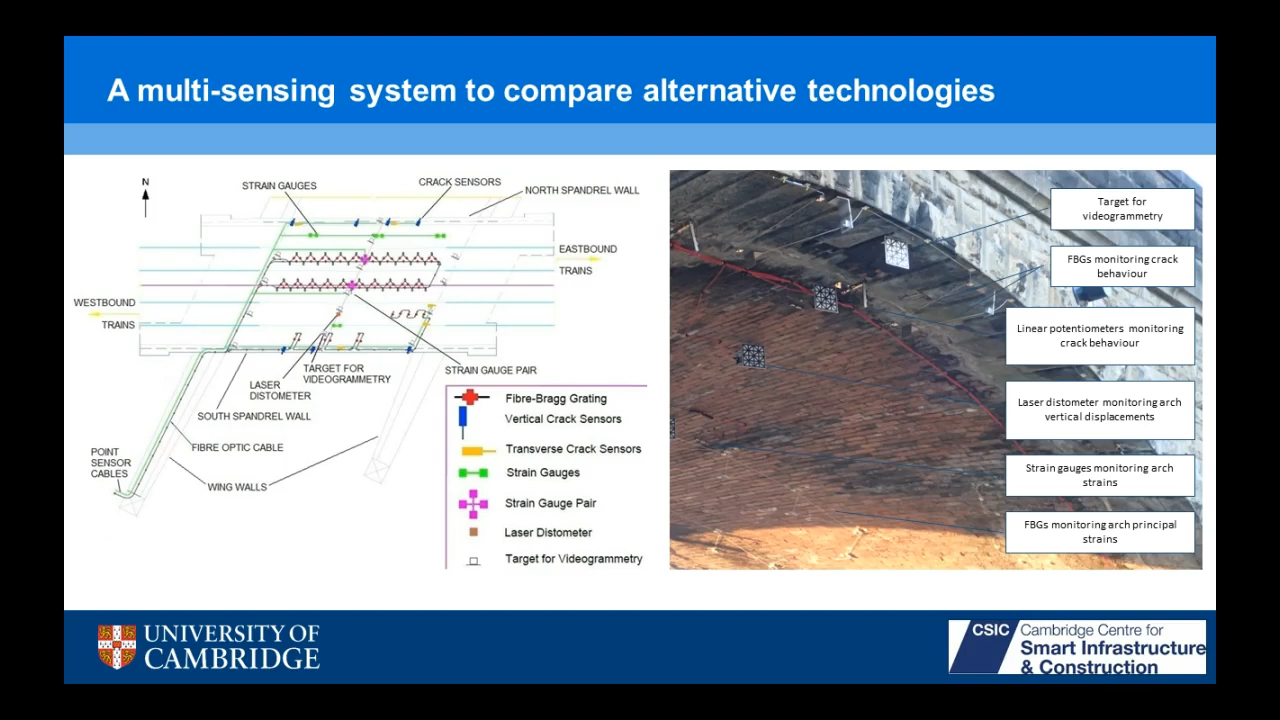 A multi-sensing system to compare alternative technologies
N
STRAIN GAUGES
CRACK SENSORS
NORTH SPANDREL WALL
EASTBOUND
TRAINS
WESTBOUND
TRAINS
TARGET FOR
VIDEOGRAMMETRY
STRAIN GAUGE PAIR
LASER
DISTOMETER
SOUTH SPANDREL WALL
FIBRE OPTIC CABLE
POINT
SENSOR
CABLES
WING WALLS
Fibre-Bragg Grating
Vertical Crack Sensors
Transverse Crack Sensors
Strain Gauges
Strain Gauge Pair
Laser Distometer
Target for Videogrammetry
Target for
videogrammetry
FBGs monitoring crack
behaviour
Linear potentiometers monitoring
crack behaviour
Laser distometer monitoring arch
vertical displacements
Strain gauges monitoring arch
strains
FBGs monitoring arch principal
strains
UNIVERSITY OF
CAMBRIDGE
CSIC
Cambridge Centre for
Smart Infrastructure
& Construction